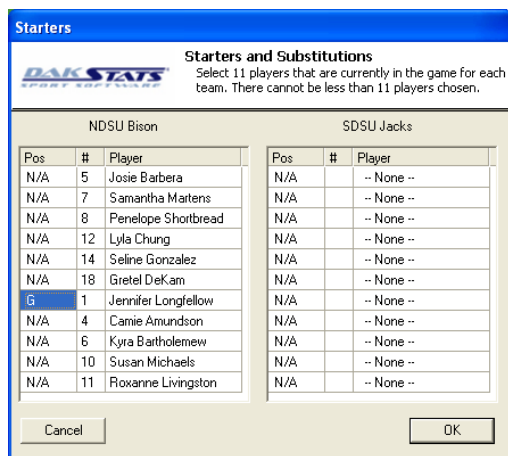 Starters
DAK STATS
SPORT SOFTWARE
Starters and Substitutions
Select 11 players that are currently in the game for each
team. There cannot be less than 11 players chosen.
NDSU Bison
Pos # Player
N/A 5 Josie Barbera
N/A 7 Samantha Martens
N/A 8 Penelope Shortbread
N/A 12 Lyla Chung
N/A 14 Seline Gonzalez
N/A 18 Gretel DeKam
G 1 Jennifer Longfellow
N/A 4 Camie Amundson
N/A 6 Kyra Bartholemew
N/A 10 Susan Michaels
N/A 11 Roxanne Livingston
SDSU Jacks
Pos # Player
N/A -- None --
N/A -- None --
N/A -- None --
N/A -- None --
N/A -- None --
N/A -- None --
N/A -- None --
N/A -- None --
N/A -- None --
N/A -- None --
N/A -- None --
Cancel
OK